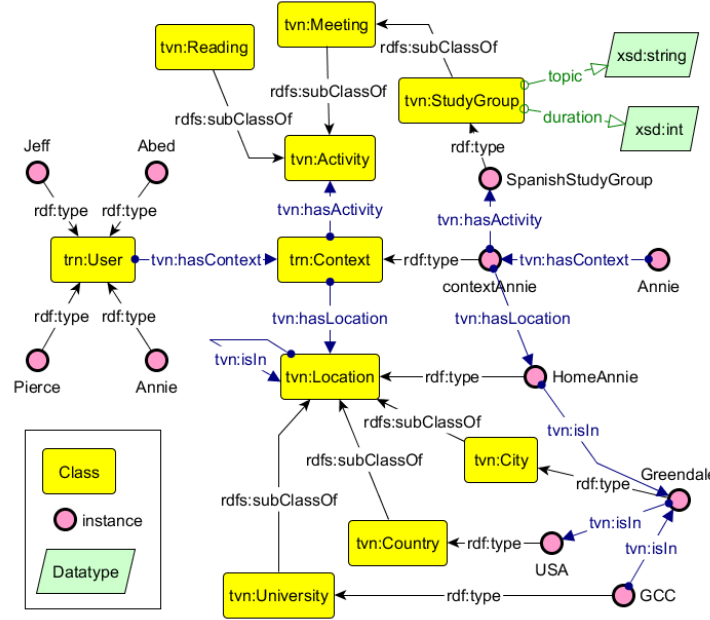 tvn:Meeting
tvn:Reading
xsd:string
rdfs:subClassOf
topic
rdfs:subClassOf
tvn:StudyGroup
duration
rdfs:subClassOf
xsd:int
Jeff
Abed
rdf:type
tvn:Activity
SpanishStudyGroup
rdf:type
rdf:type
tvn:hasActivity
tvn:hasActivity
trn:User
tvn:hasContext
trn:Context
rdf:type
tvn:hasContext
contextAnnie
Annie
rdf:type
rdf:type
tvn:hasLocation
tvn:hasLocation
tvn:isIn
Pierce
Annie
tvn:Location
rdf:type
HomeAnnie
rdfs:subClassOf
tvn:isIn
rdfs:subClassOf
tvn:City
Class
rdf:type
Greendale
rdfs:subClassOf
instance
tvn:isIn
tvn:Country
rdf:type
tvn:isIn
USA
Datatype
tvn:University
rdf:type
GCC